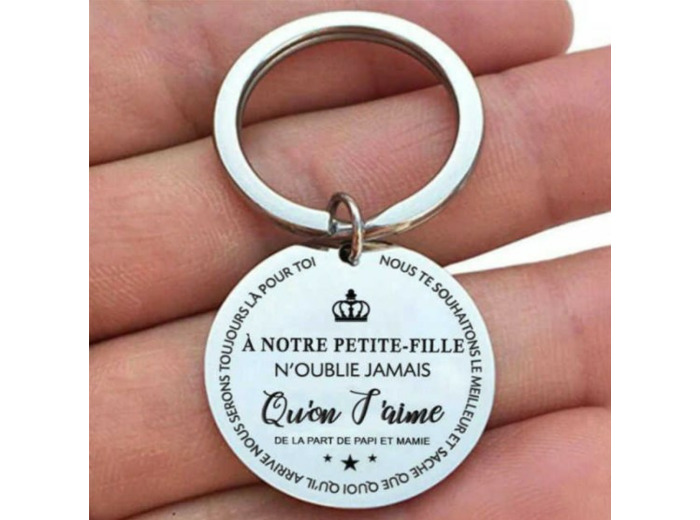 NOUS TE SOUHAITONS LE MEILLEUR ET SACHE QUE QUOI QU'IL ARRIVE NOUS SERONS TOUJOURS LÀ POUR TOI
À NOTRE PETITE-FILLE
N'OUBLIE JAMAIS
Qu'on T'aime
DE LA PART DE PAPI ET MAMIE